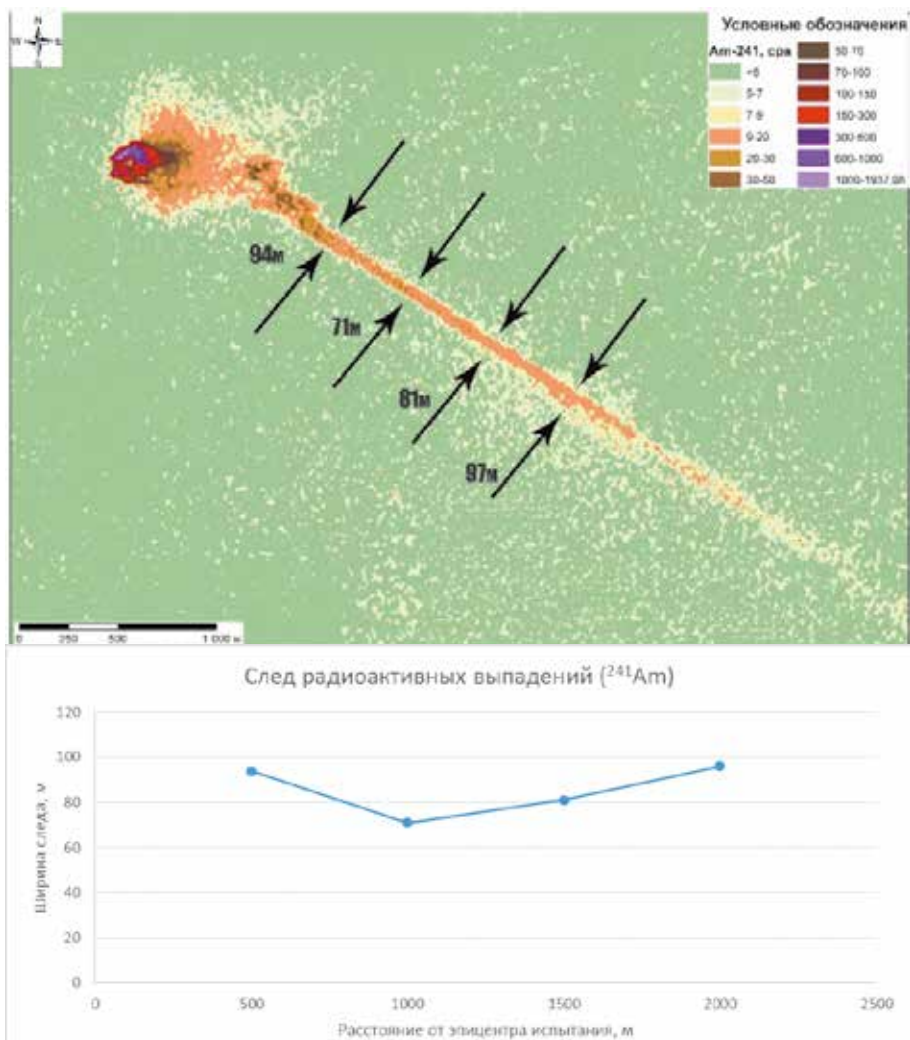 N
W E
S
Условные обозначения
Am-241, cps
<5
5-7
7-9
9-20
20-30
30-50
50-70
70-100
100-150
150-300
300-600
600-1000
94м
71м
81м
97м
0 250 500 1 000 м
След радиоактивных выпадений (²⁴¹Am)
Ширина следа, м
120
100
80
60
40
20
0
0 500 1000 1500 2000 2500
Расстояние от эпицентра испытания, м